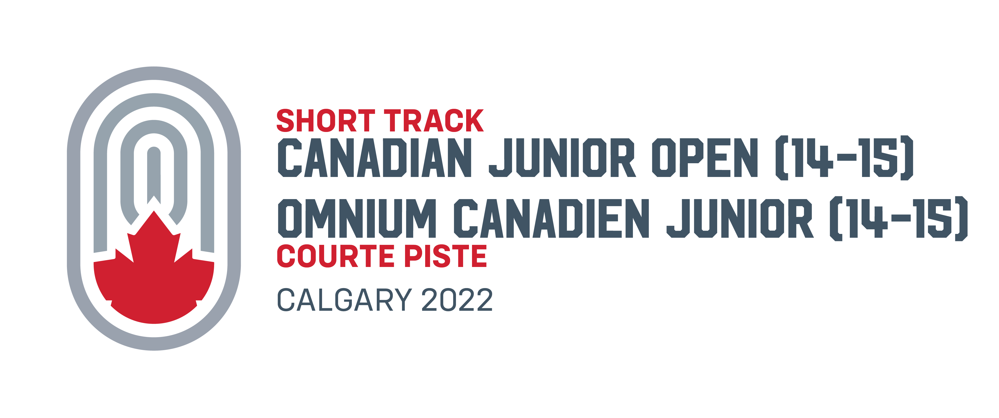 SHORT TRACK
CANADIAN JUNIOR OPEN (14-15)
OMNIUM CANADIEN JUNIOR (14-15)
COURTE PISTE
CALGARY 2022